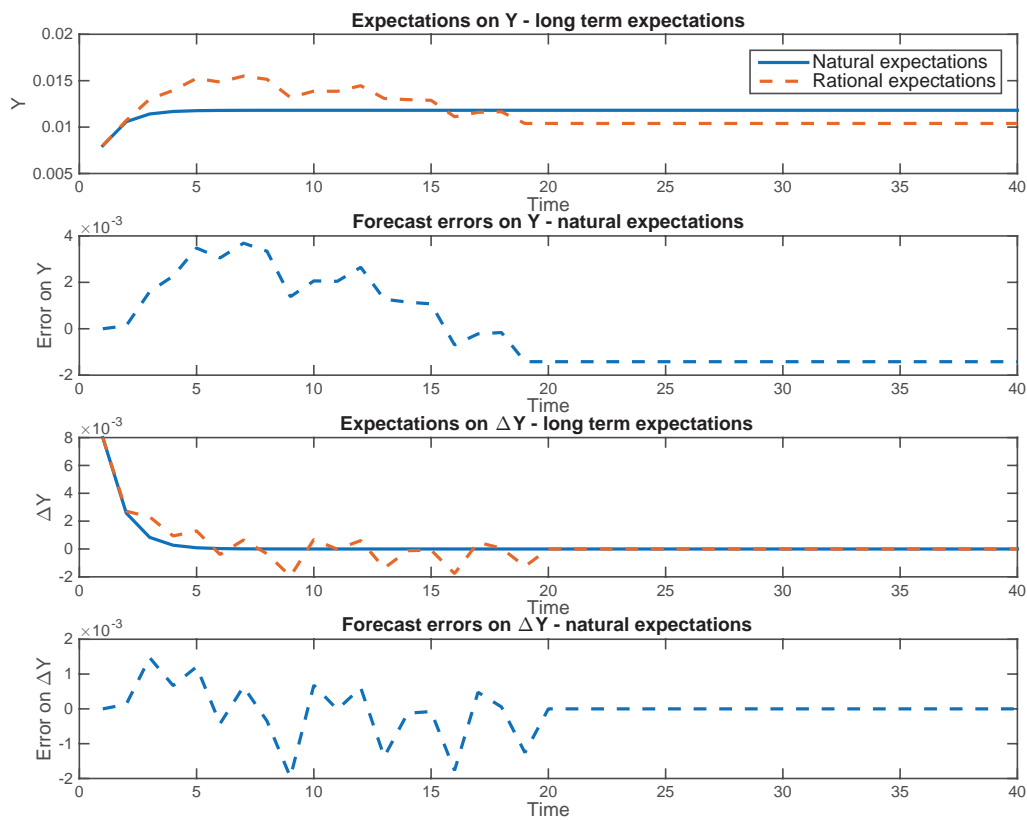 Expectations on Y - long term expectations
0.02
0.015
0.01
0.005
Y
Natural expectations
Rational expectations
0 5 10 15 20 25 30 35 40
Time
Forecast errors on Y - natural expectations
×10-3
4
2
0
-2
Error on Y
0 5 10 15 20 25 30 35 40
Time
Expectations on ΔY - long term expectations
×10-3
8
6
4
2
0
-2
ΔY
0 5 10 15 20 25 30 35 40
Time
Forecast errors on ΔY - natural expectations
×10-3
2
1
0
-1
-2
Error on ΔY
0 5 10 15 20 25 30 35 40
Time